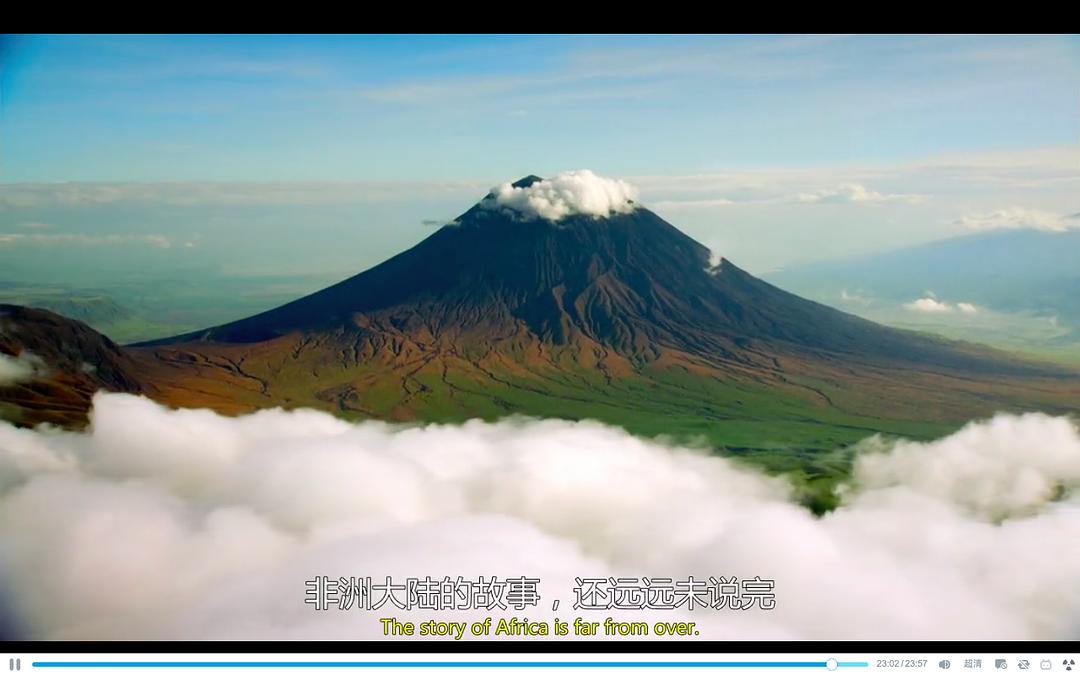 非洲大陆的故事，还远远未说完
The story of Africa is far from over.
23:02/23:57 超清